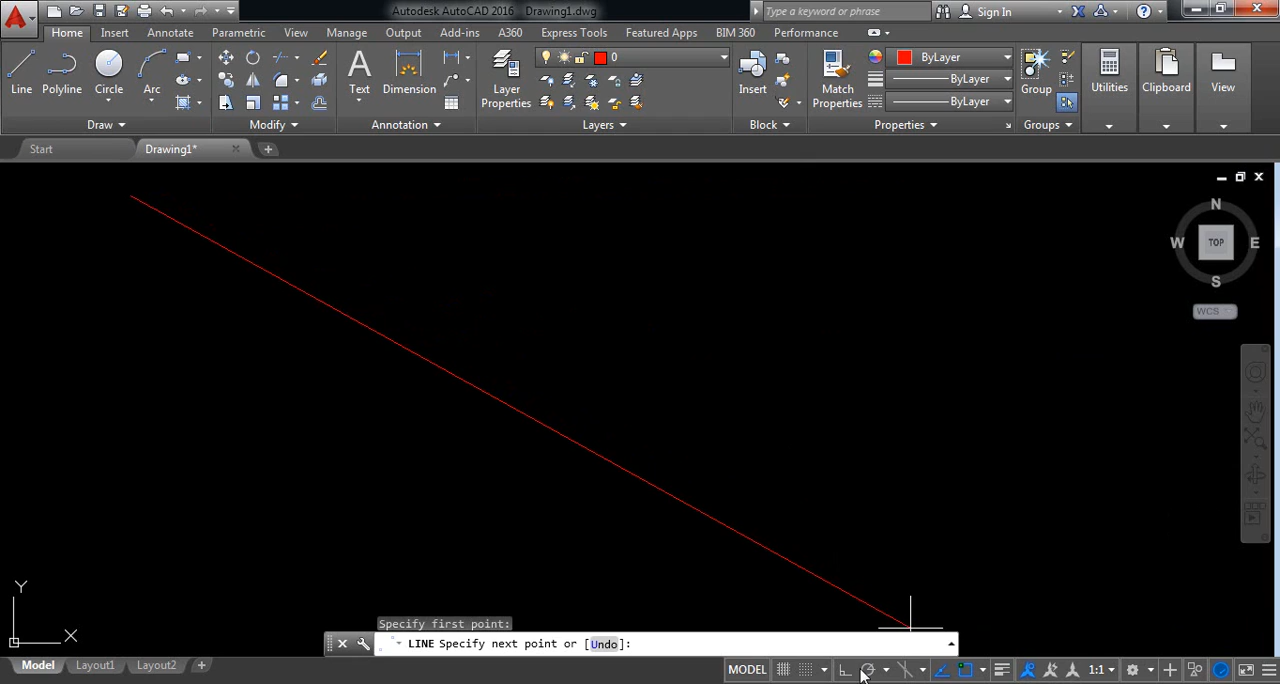 Autodesk AutoCAD 2016 Drawing1.dwg
Type a keyword or phrase
Sign In
Home Insert Annotate Parametric View Manage Output Add-ins A360 Express Tools Featured Apps BIM 360 Performance
0
ByLayer
ByLayer
ByLayer
Line Polyline Circle Arc
Text Dimension
Layer Properties
Insert
Match Properties
Group
Utilities
Clipboard
View
Draw Modify Annotation Layers Block Properties Groups
Start Drawing1*
N
W TOP E
S
WCS
Y
X
Specify first point:
LINE Specify next point or [Undo]:
Model Layout1 Layout2
MODEL
1:1